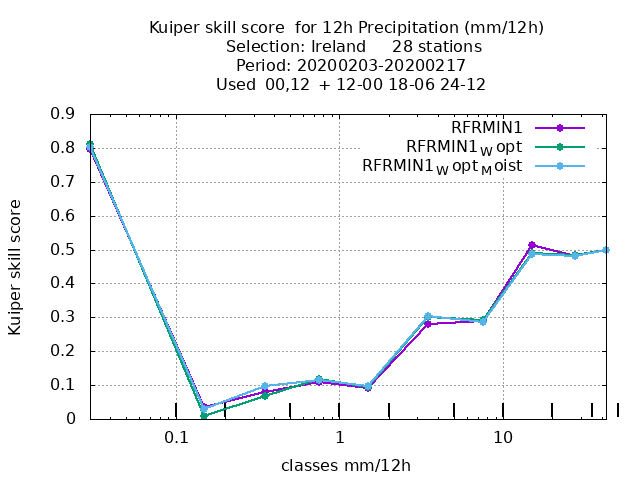 Kuiper skill score  for 12h Precipitation (mm/12h)
Selection: Ireland     28 stations
Period: 20200203-20200217
Used  00,12  + 12-00 18-06 24-12
0.9
0.8
0.7
0.6
0.5
0.4
0.3
0.2
0.1
0
Kuiper skill score
RFRMIN1
RFRMIN1W opt
RFRMIN1W opt Moist
0.1 1 10
classes mm/12h